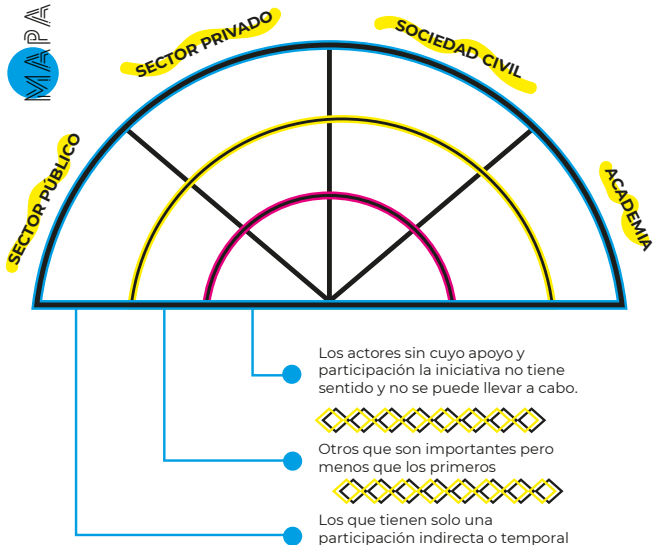 MAPA
SECTOR PÚBLICO
SECTOR PRIVADO
SOCIEDAD CIVIL
ACADEMIA
Los actores sin cuyo apoyo y
participación la iniciativa no tiene
sentido y no se puede llevar a cabo.
Otros que son importantes pero
menos que los primeros
Los que tienen solo una
participación indirecta o temporal